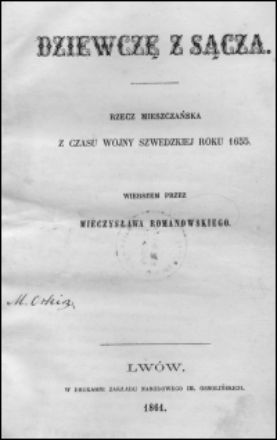 DZIEWCZĘ Z SĄCZA.
RZECZ MIESZCZAŃSKA
Z CZASU WOJNY SZWEDZKIEJ ROKU 1655.
WIERSZEM PRZEZ
MIECZYSŁAWA ROMANOWSKIEGO.
LWÓW.
W DRUKARNI ZAKŁADU NARODOWEGO IM. OSSOLIŃSKICH.
1861.